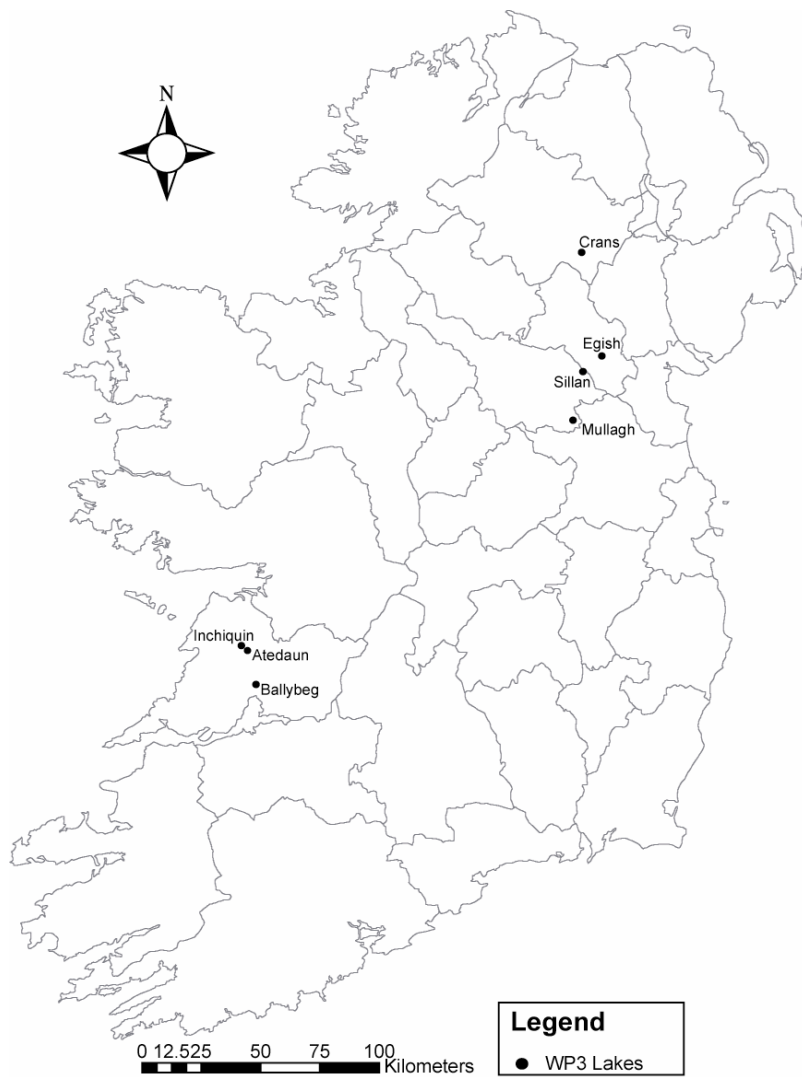 N
Crans
Egish
Sillan
Mullagh
Inchiquin
Atedaun
Ballybeg
0 12.525 50 75 100
Kilometers
Legend
WP3 Lakes